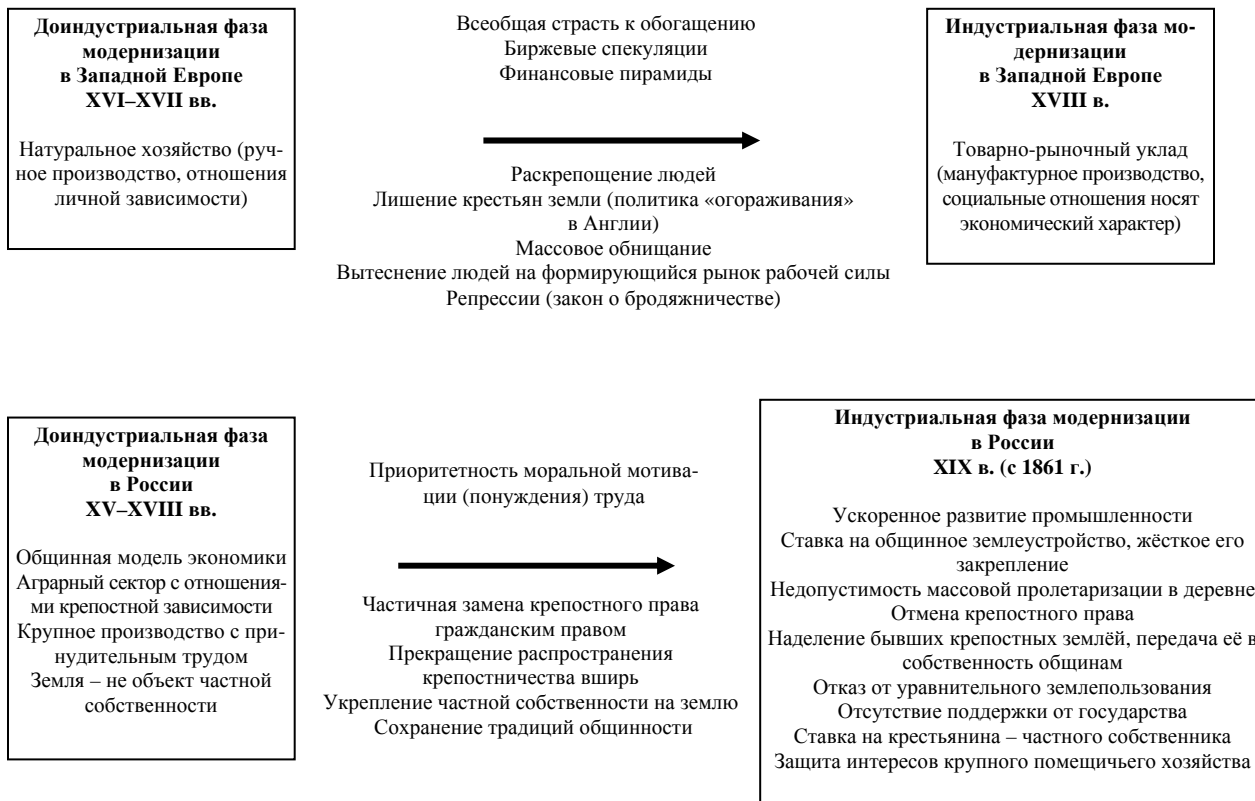 Доиндустриальная фаза
модернизации
в Западной Европе
XVI–XVII вв.
Натуральное хозяйство (руч-
ное производство, отношения
личной зависимости)
Всеобщая страсть к обогащению
Биржевые спекуляции
Финансовые пирамиды
Раскрепощение людей
Лишение крестьян земли (политика «огораживания»
в Англии)
Массовое обнищание
Вытеснение людей на формирующийся рынок рабочей силы
Репрессии (закон о бродяжничестве)
Индустриальная фаза мо-
дернизации
в Западной Европе
XVIII в.
Товарно-рыночный уклад
(мануфактурное производство,
социальные отношения носят
экономический характер)
Доиндустриальная фаза
модернизации
в России
XV–XVIII вв.
Общинная модель экономики
Аграрный сектор с отношения-
ми крепостной зависимости
Крупное производство с при-
нудительным трудом
Земля – не объект частной
собственности
Приоритетность моральной мотива-
ции (понуждения) труда
Частичная замена крепостного права
гражданским правом
Прекращение распространения
крепостничества вширь
Укрепление частной собственности на землю
Сохранение традиций общинности
Индустриальная фаза модернизации
в России
XIX в. (с 1861 г.)
Ускоренное развитие промышленности
Ставка на общинное землеустройство, жёсткое его
закрепление
Недопустимость массовой пролетаризации в деревне
Отмена крепостного права
Наделение бывших крепостных землёй, передача её в
собственность общинам
Отказ от уравнительного землепользования
Отсутствие поддержки от государства
Ставка на крестьянина – частного собственника
Защита интересов крупного помещичьего хозяйства